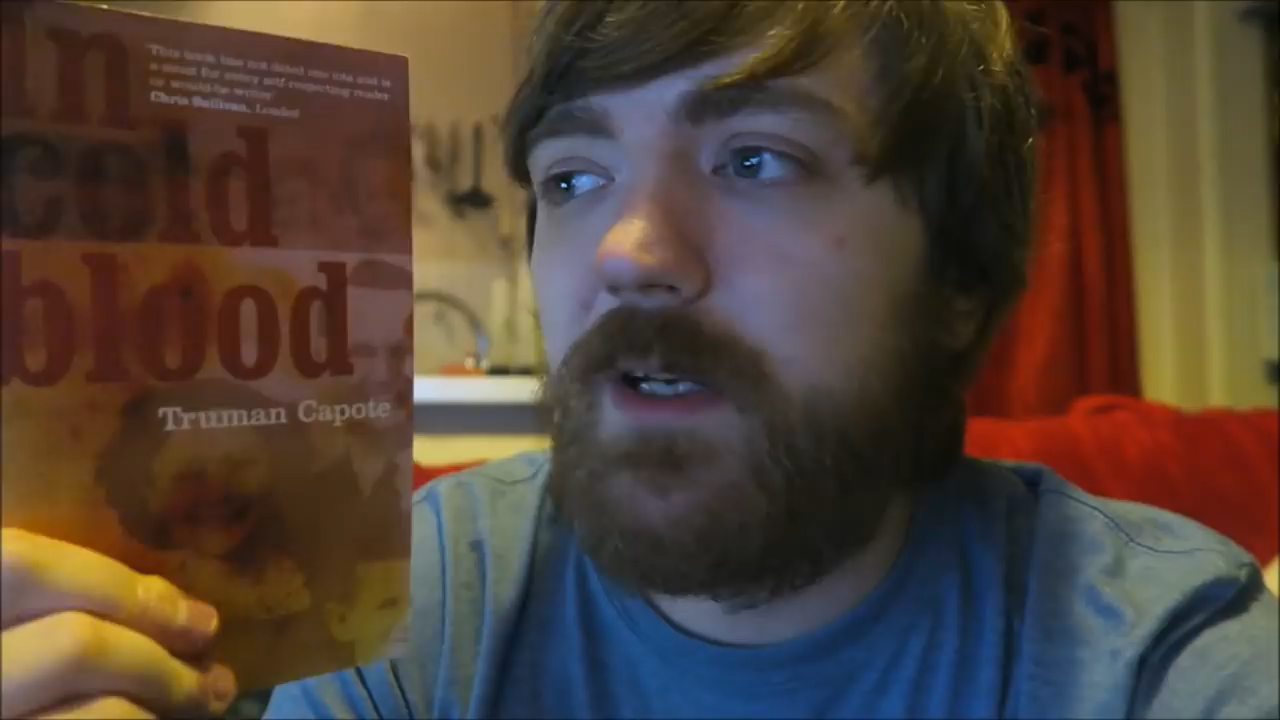 In
'This book has not dated one iota and is
a must for every self-respecting reader
or would-be writer'
Chris Sullivan, Loaded
cold
blood
Truman Capote